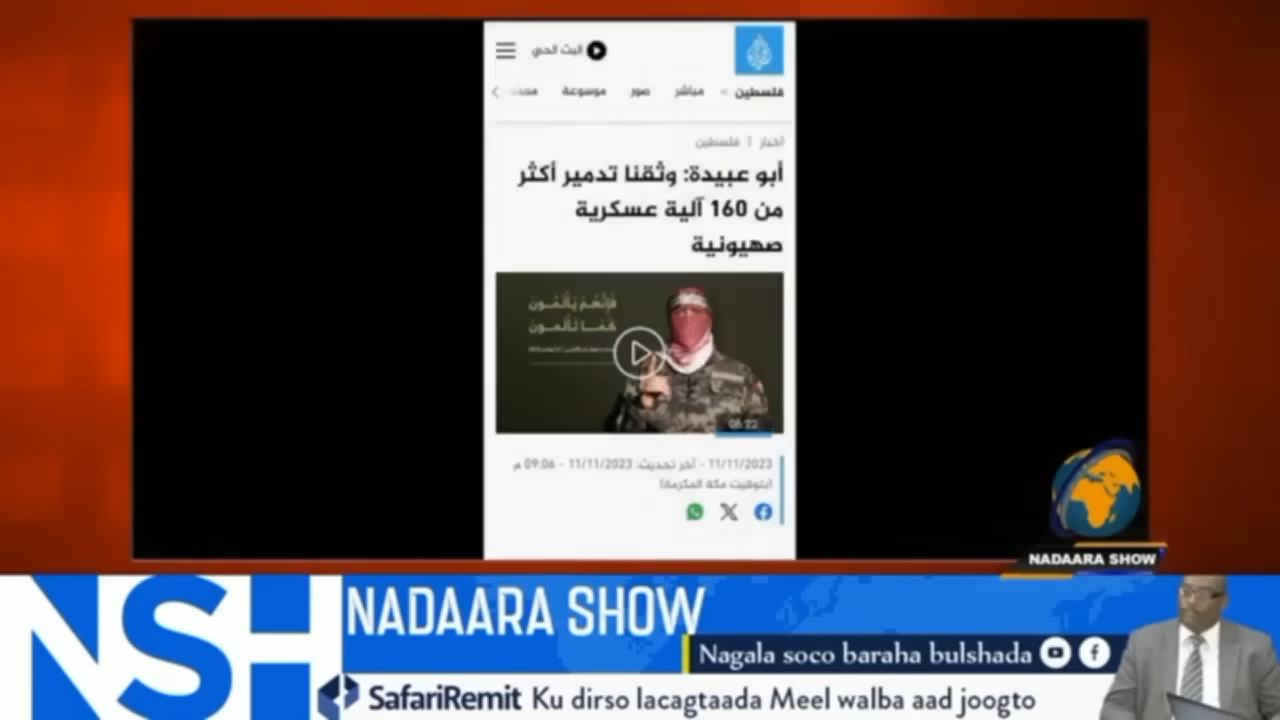 البث الحي
فلسطين
مباشر
صور
موسوعة
أخبار | فلسطين
أبو عبيدة: وثقنا تدمير أكثر
من 160 آلية عسكرية
صهيونية
فإنهم يألمون
كما تألمون
06:22
11/11/2023 - آخر تحديث: 11/11/2023 - 09:06 م
(بتوقيت مكة المكرمة)
NADAARA SHOW
NSH
NADAARA SHOW
Nagala soco baraha bulshada
SafariRemit Ku dirso lacagtaada Meel walba aad joogto